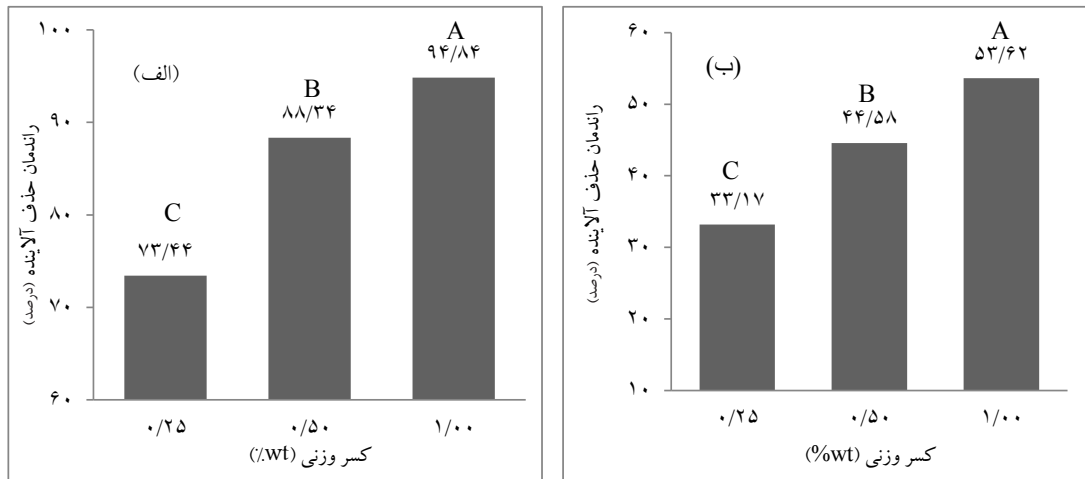 (الف)
راندمان حذف آلاینده (درصد)
۱۰۰
۹۰
۸۰
۷۰
۶۰
A
۹۴/۸۴
B
۸۸/۳۴
C
۷۳/۴۴
۰/۲۵
۰/۵۰
۱/۰۰
کسر وزنی (٪wt)
(ب)
راندمان حذف آلاینده (درصد)
۶۰
۵۰
۴۰
۳۰
۲۰
۱۰
A
۵۳/۶۲
B
۴۴/۵۸
C
۳۳/۱۷
۰/۲۵
۰/۵۰
۱/۰۰
کسر وزنی (%wt)